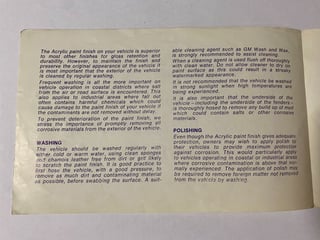 The Acrylic paint finish on your vehicle is superior
to most other finishes for gloss retention and
durability. However, to maintain the finish and
preserve the original appearance of the vehicle it
is most important that the exterior of the vehicle
is cleaned by regular washing.
Frequent washing is all the more important on
vehicle operation in coastal districts where salt
from the air or road surface is encountered. This
also applies in industrial areas where fall out
often contains harmful chemicals which could
cause damage to the paint finish of your vehicle if
the contaminants are not removed without delay.
To prevent deterioration of the paint finish, we
stress the importance of promptly removing all
corrosive materials from the exterior of the vehicle.
WASHING
The vehicle should be washed regularly with
either cold or warm water, using clean sponges
and chamois leather free from dirt or grit likely
to scratch the paint finish. It is good practice to
first hose the vehicle, with a good pressure, to
remove as much dirt and contaminating material
as possible, before swabbing the surface. A suit-
able cleaning agent such as GM Wash and Wax,
is strongly recommended to assist cleaning.
When a cleaning agent is used flush off thoroughly
with clean water. Do not allow cleaner to dry on
paint surface as this could result in a streaky
watermarked appearance.
It is not recommended that the vehicle be washed
in strong sunlight when high temperatures are
being experienced.
It is important that the underside of the
vehicle – including the underside of the fenders –
is thoroughly hosed to remove any build up of mud
which could contain salts or other corrosive
materials.
POLISHING
Even though the Acrylic paint finish gives adequate
protection, owners may wish to apply polish to
their vehicles to provide maximum protection
against corrosion. This would particularly apply
to vehicles operating in coastal or industrial areas
where corrosive contamination is above that nor-
mally experienced. The application of polish may
be required to remove foreign matter not removed
from the vehicle by washing.